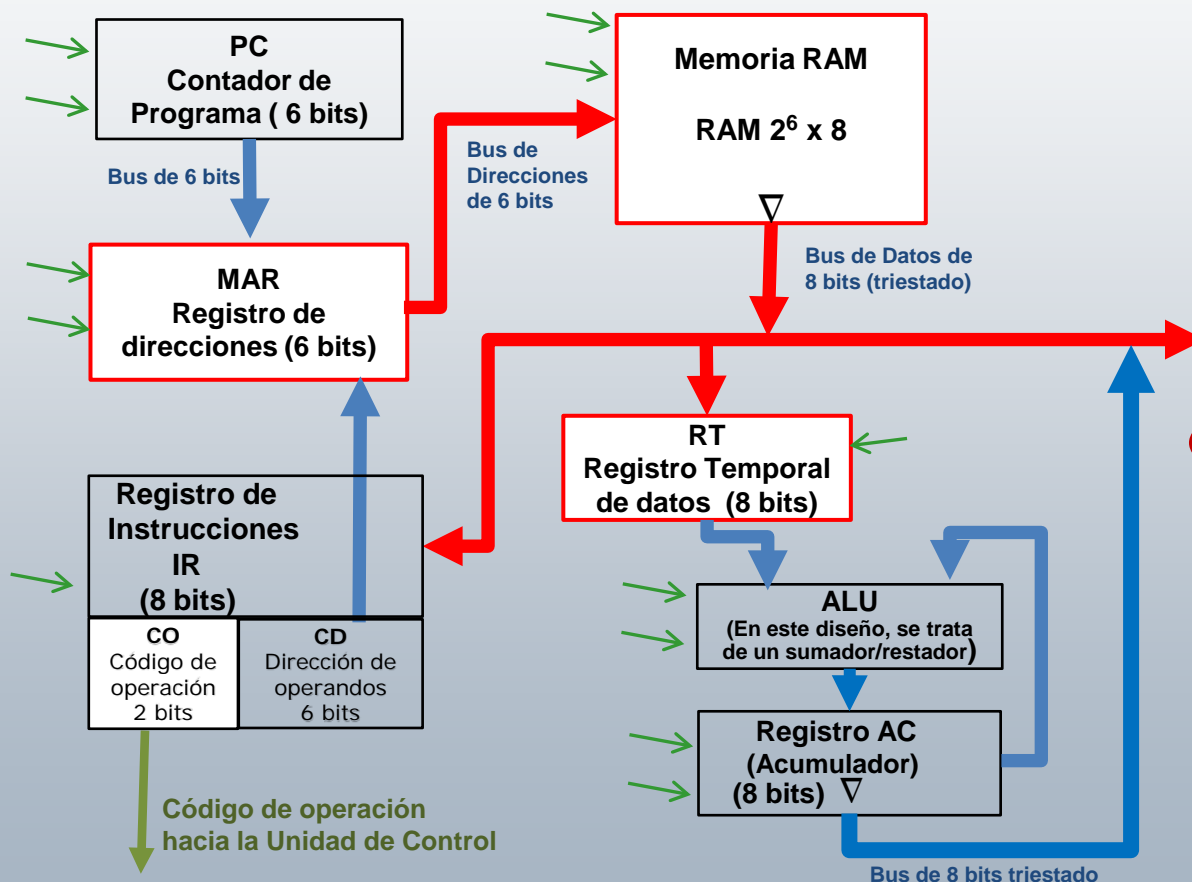 PC
Contador de
Programa ( 6 bits)
Bus de 6 bits
MAR
Registro de
direcciones (6 bits)
Bus de
Direcciones
de 6 bits
Memoria RAM
RAM 2⁶ x 8
Bus de Datos de
8 bits (triestado)
RT
Registro Temporal
de datos (8 bits)
Registro de
Instrucciones
IR
(8 bits)
CO
Código de
operación
2 bits
CD
Dirección de
operandos
6 bits
ALU
(En este diseño, se trata
de un sumador/restador)
Registro AC
(Acumulador)
(8 bits)
Código de operación
hacia la Unidad de Control
Bus de 8 bits triestado